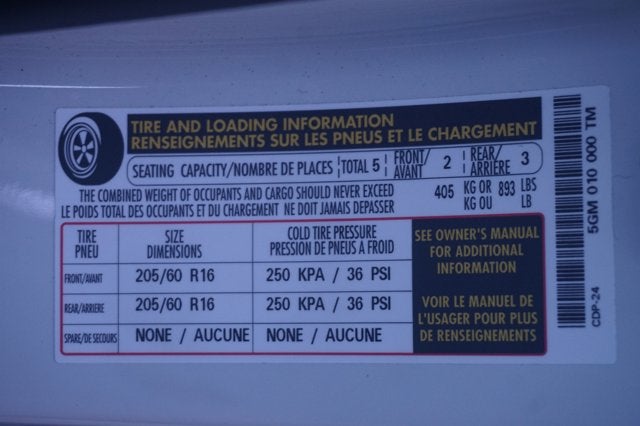 TIRE AND LOADING INFORMATION
RENSEIGNEMENTS SUR LES PNEUS ET LE CHARGEMENT
SEATING CAPACITY/NOMBRE DE PLACES TOTAL 5 FRONT/AVANT 2 REAR/ARRIÈRE 3
THE COMBINED WEIGHT OF OCCUPANTS AND CARGO SHOULD NEVER EXCEED 405 KG OR 893 LBS
LE POIDS TOTAL DES OCCUPANTS ET DU CHARGEMENT NE DOIT JAMAIS DEPASSER KG OU LB
TIRE SIZE COLD TIRE PRESSURE
PNEU DIMENSIONS PRESSION DE PNEUS A FROID
FRONT/AVANT 205/60 R16 250 KPA / 36 PSI
REAR/ARRIERE 205/60 R16 250 KPA / 36 PSI
SPARE/DE SECOURS NONE / AUCUNE NONE / AUCUNE
SEE OWNER'S MANUAL
FOR ADDITIONAL
INFORMATION
VOIR LE MANUEL DE
L'USAGER POUR PLUS
DE RENSEIGNEMENTS
5GM 010 000 TM
CDP-24